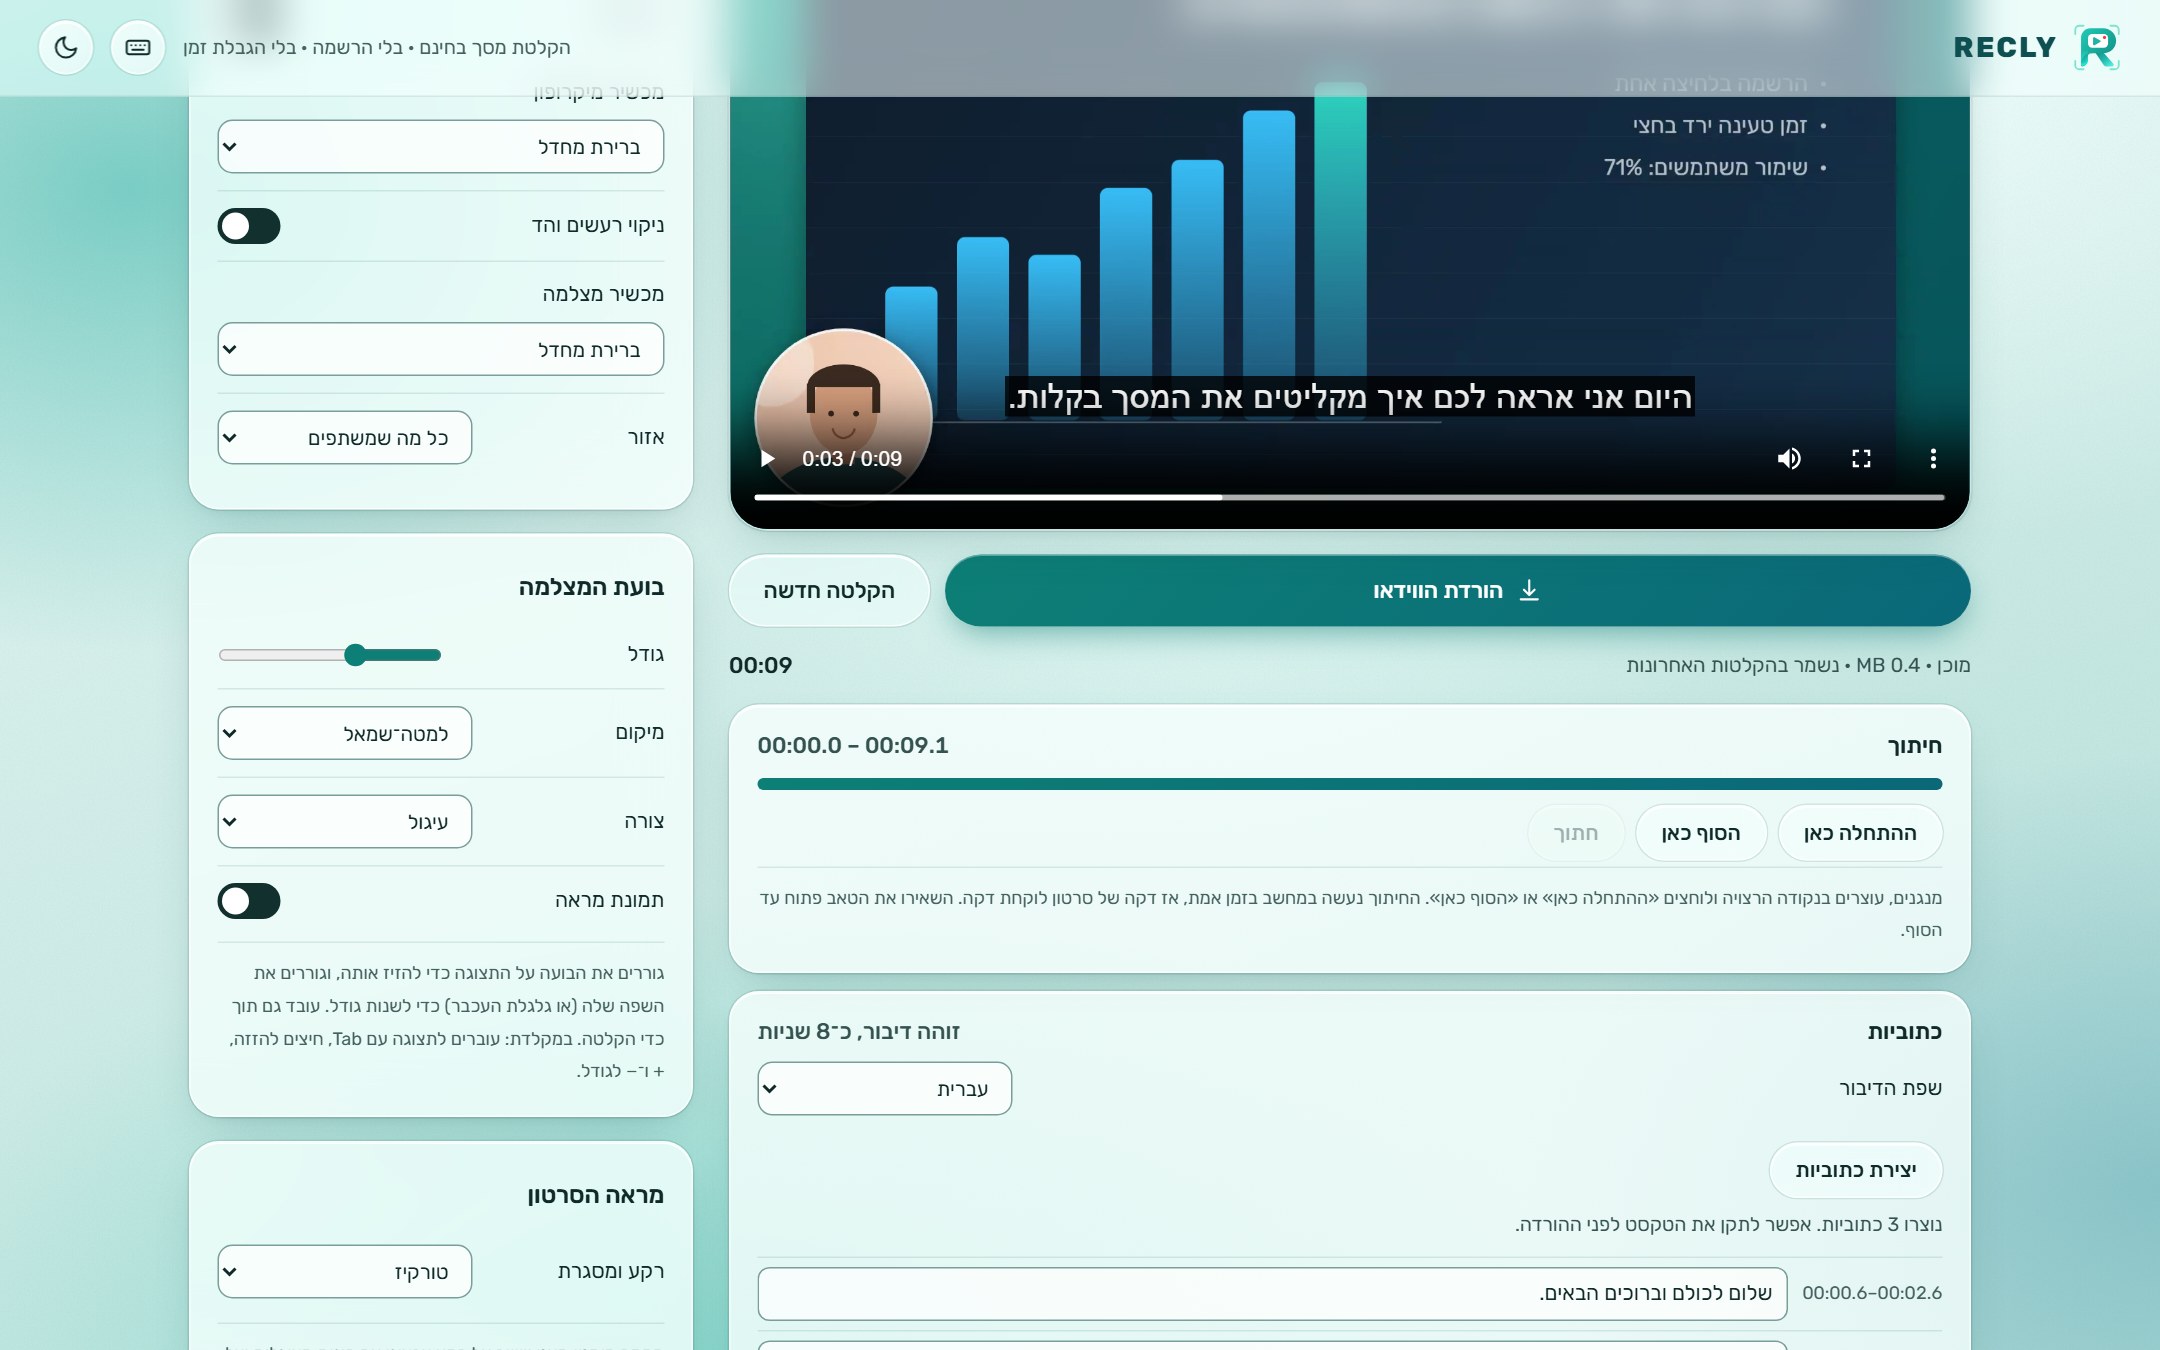 RECLY
הקלטת מסך בחינם • בלי הרשמה • בלי הגבלת זמן
• הרשמה בלחיצה אחת
• זמן טעינה ירד בחצי
• שימור משתמשים: 71%
היום אני אראה לכם איך מקליטים את המסך בקלות.
0:03 / 0:09
הורדת הווידאו
הקלטה חדשה
מוכן • 0.4 MB • נשמר בהקלטות האחרונות
00:09
חיתוך
00:00.0 – 00:09.1
ההתחלה כאן
הסוף כאן
חתוך
מנגנים, עוצרים בנקודה הרצויה ולוחצים «ההתחלה כאן» או «הסוף כאן». החיתוך נעשה במחשב בזמן אמת, אז דקה של סרטון לוקחת דקה. השאירו את הטאב פתוח עד
הסוף.
כתוביות
זוהה דיבור, כ־8 שניות
שפת הדיבור
עברית
יצירת כתוביות
נוצרו 3 כתוביות. אפשר לתקן את הטקסט לפני ההורדה.
00:00.6–00:02.6
שלום לכולם וברוכים הבאים.
מכשיר מיקרופון
ברירת מחדל
ניקוי רעשים והד
מכשיר מצלמה
ברירת מחדל
אזור
כל מה שמשתפים
בועת המצלמה
גודל
מיקום
למטה־שמאל
צורה
עיגול
תמונת מראה
גוררים את הבועה על התצוגה כדי להזיז אותה, וגוררים את
השפה שלה (או גלגלת העכבר) כדי לשנות גודל. עובד גם תוך
כדי הקלטה. במקלדת: עוברים לתצוגה עם Tab, חיצים להזזה,
+ ו־− לגודל.
מראה הסרטון
רקע ומסגרת
טורקיז